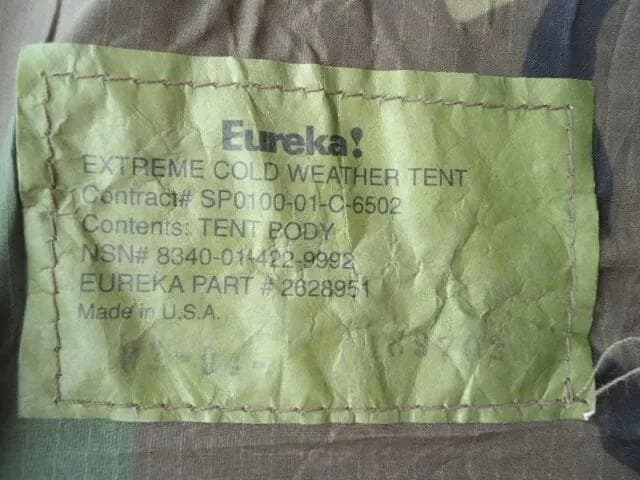 Eureka!
EXTREME COLD WEATHER TENT
Contract# SP0100-01-C-6502
Contents: TENT BODY
NSN# 8340-01-422-9992
EUREKA PART # 2628951
Made in U.S.A.